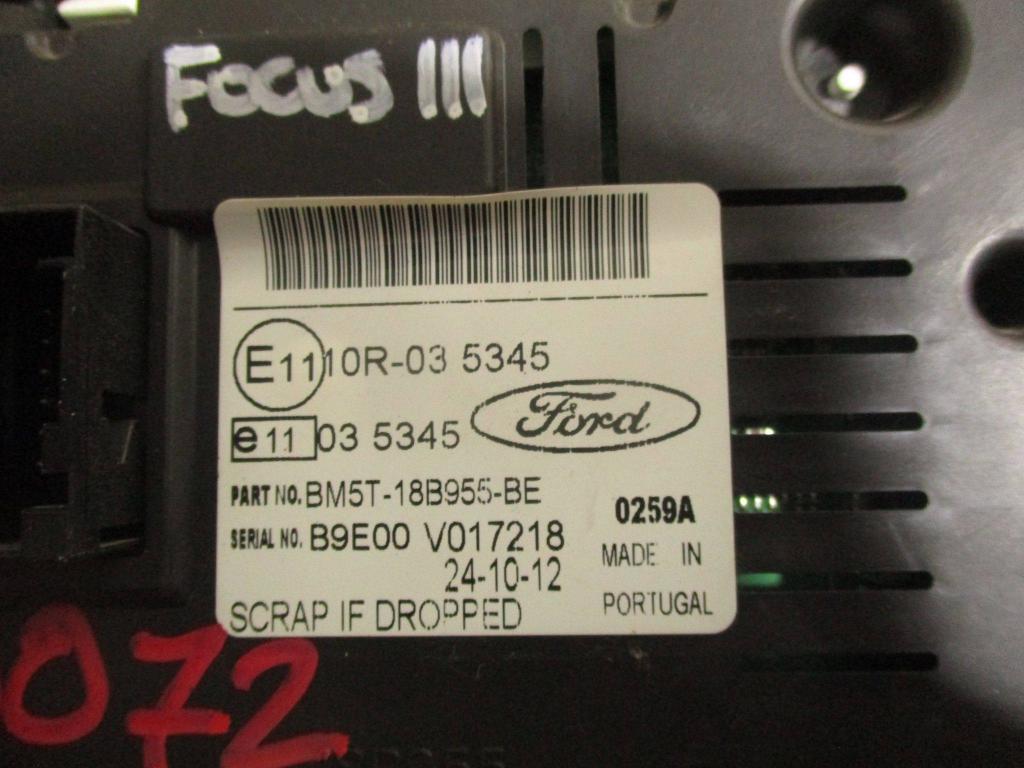 FOCUS III
E11 10R-03 5345
e11 03 5345
Ford
PART NO. BM5T-18B955-BE
0259A
SERIAL NO. B9E00 V017218
MADE IN
24-10-12
PORTUGAL
SCRAP IF DROPPED
072